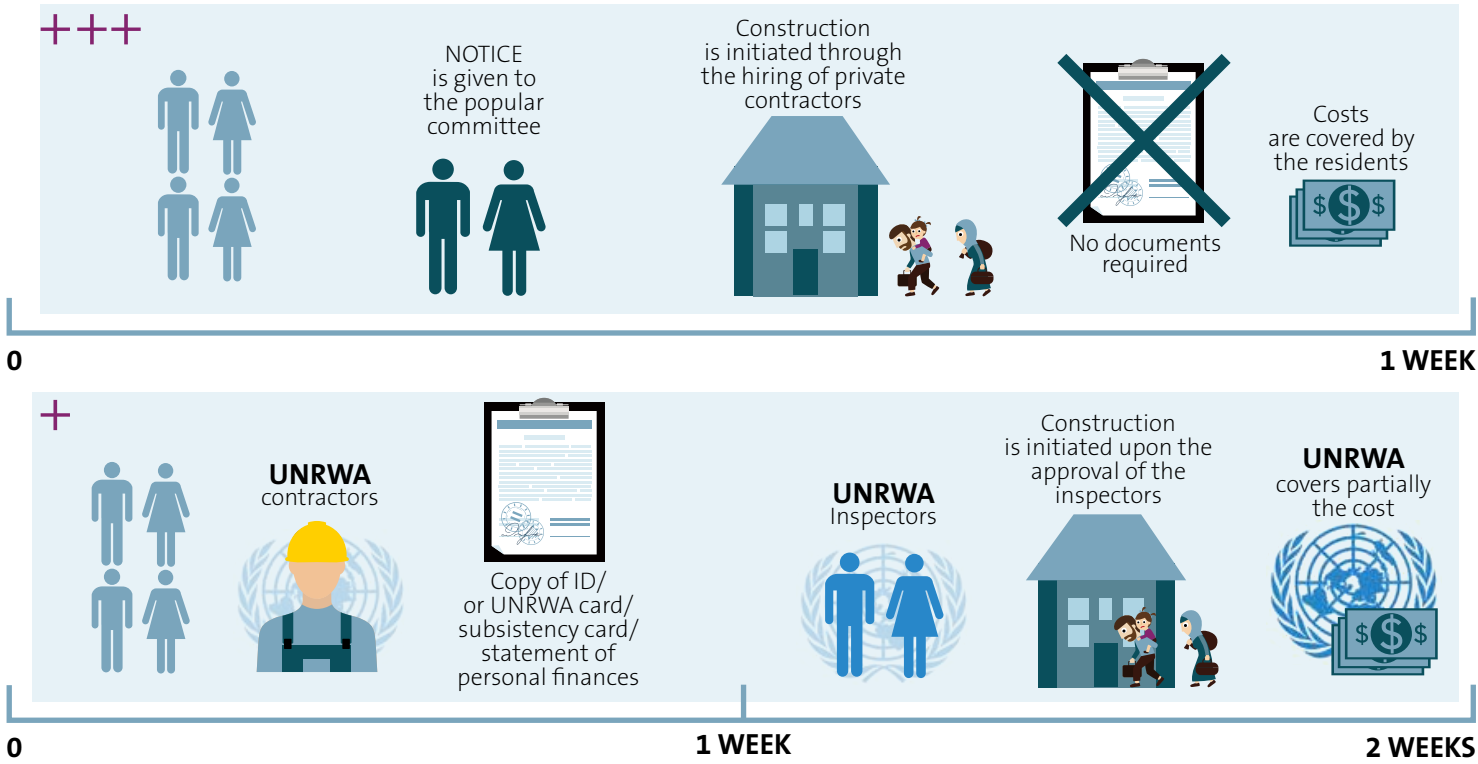 +++
NOTICE
is given to
the popular
committee
Construction
is initiated through
the hiring of private
contractors
No documents
required
Costs
are covered by
the residents
$ $ $
0
1 WEEK
+
UNRWA
contractors
Copy of ID/
or UNRWA card/
subsistency card/
statement of
personal finances
UNRWA
Inspectors
Construction
is initiated upon the
approval of the
inspectors
UNRWA
covers partially
the cost
$ $ $
0
1 WEEK
2 WEEKS